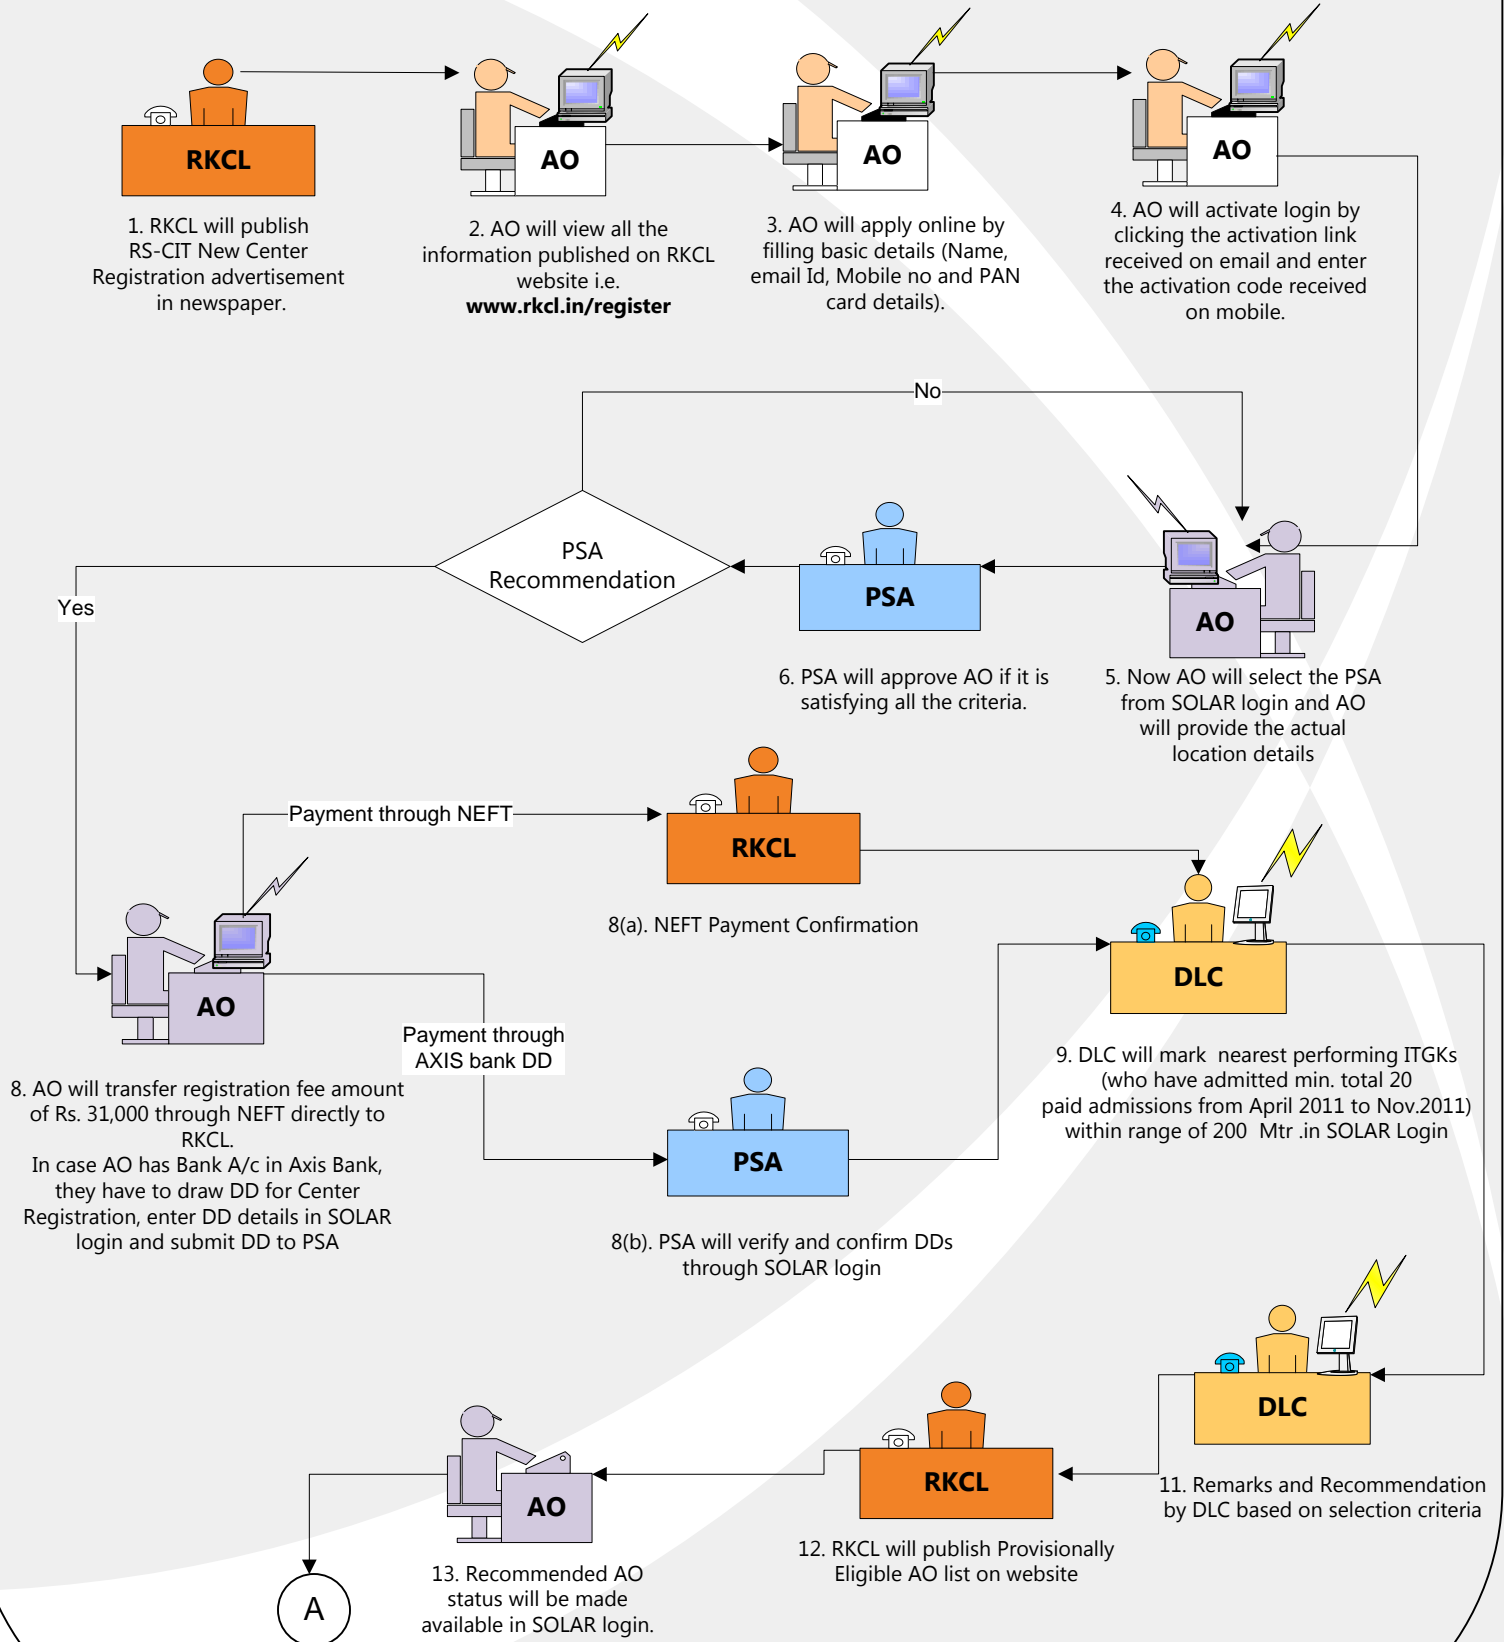 RKCL
1. RKCL will publish
RS-CIT New Center
Registration advertisement
in newspaper.
AO
2. AO will view all the
information published on RKCL
website i.e.
www.rkcl.in/register
AO
3. AO will apply online by
filling basic details (Name,
email Id, Mobile no and PAN
card details).
AO
4. AO will activate login by
clicking the activation link
received on email and enter
the activation code received
on mobile.
No
PSA
Recommendation
Yes
PSA
6. PSA will approve AO if it is
satisfying all the criteria.
AO
5. Now AO will select the PSA
from SOLAR login and AO
will provide the actual
location details
Payment through NEFT
RKCL
8(a). NEFT Payment Confirmation
AO
Payment through
AXIS bank DD
8. AO will transfer registration fee amount
of Rs. 31,000 through NEFT directly to
RKCL.
In case AO has Bank A/c in Axis Bank,
they have to draw DD for Center
Registration, enter DD details in SOLAR
login and submit DD to PSA
PSA
8(b). PSA will verify and confirm DDs
through SOLAR login
DLC
9. DLC will mark  nearest performing ITGKs
(who have admitted min. total 20
paid admissions from April 2011 to Nov.2011)
within range of 200  Mtr .in SOLAR Login
DLC
11. Remarks and Recommendation
by DLC based on selection criteria
RKCL
12. RKCL will publish Provisionally
Eligible AO list on website
AO
13. Recommended AO
status will be made
available in SOLAR login.
A